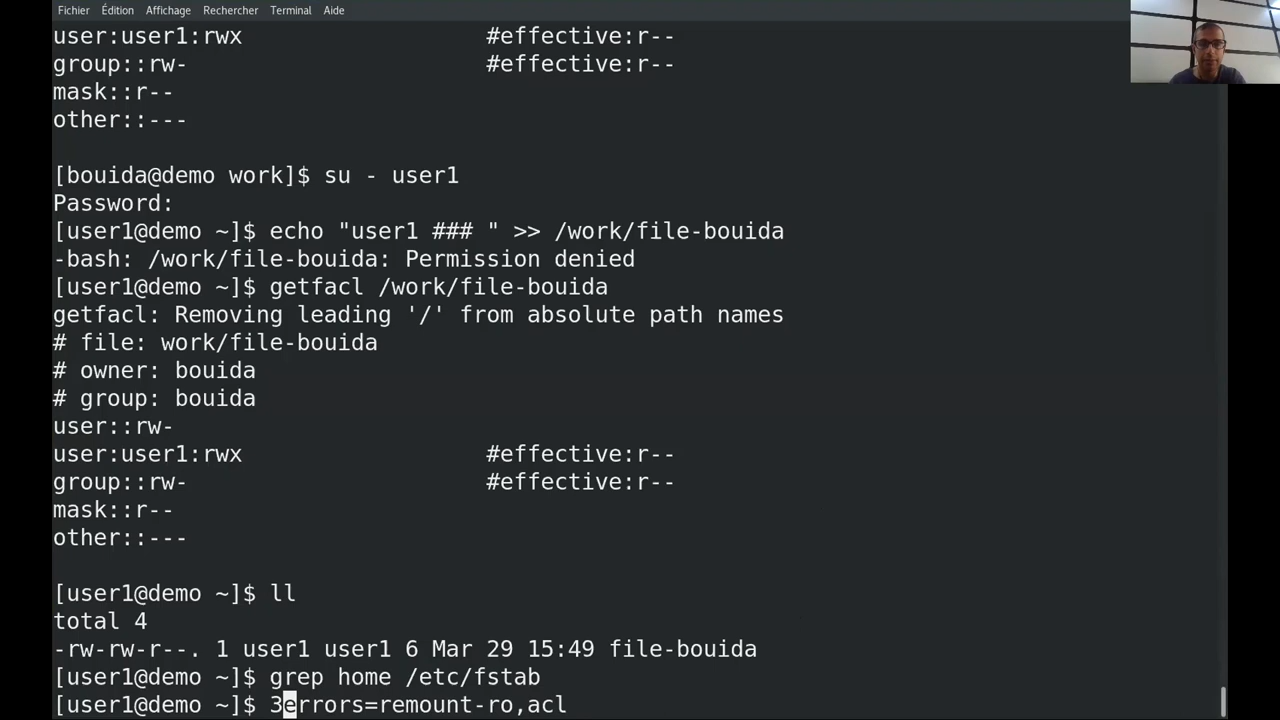 Fichier Édition Affichage Rechercher Terminal Aide
user:user1:rwx #effective:r--
group::rw- #effective:r--
mask::r--
other::---
[bouida@demo work]$ su - user1
Password:
[user1@demo ~]$ echo "user1 ### " >> /work/file-bouida
-bash: /work/file-bouida: Permission denied
[user1@demo ~]$ getfacl /work/file-bouida
getfacl: Removing leading '/' from absolute path names
# file: work/file-bouida
# owner: bouida
# group: bouida
user::rw-
user:user1:rwx #effective:r--
group::rw- #effective:r--
mask::r--
other::---
[user1@demo ~]$ ll
total 4
-rw-rw-r--. 1 user1 user1 6 Mar 29 15:49 file-bouida
[user1@demo ~]$ grep home /etc/fstab
[user1@demo ~]$ 3errors=remount-ro,acl